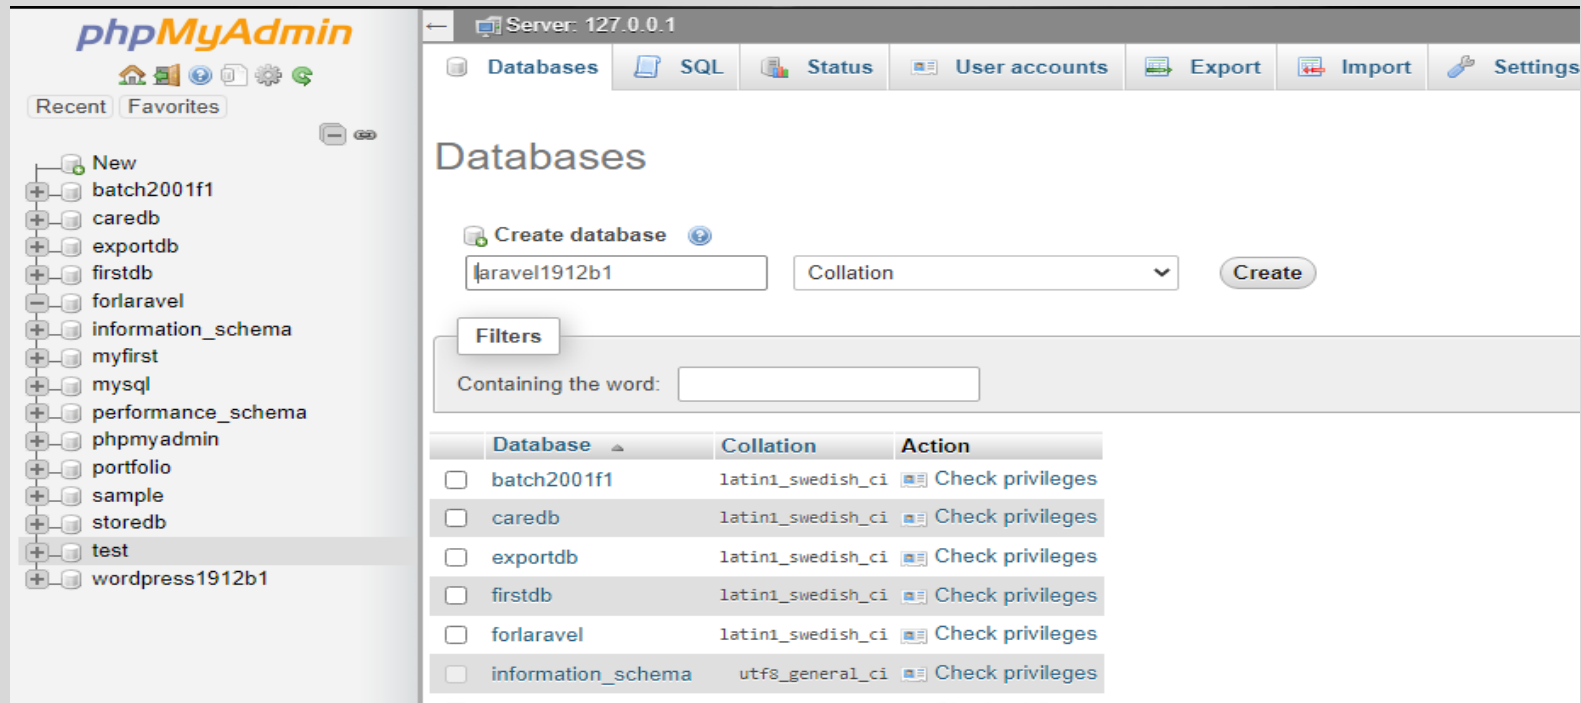 phpMyAdmin
Recent Favorites
New
batch2001f1
caredb
exportdb
firstdb
forlaravel
information_schema
myfirst
mysql
performance_schema
phpmyadmin
portfolio
sample
storedb
test
wordpress1912b1
Server: 127.0.0.1
Databases SQL Status User accounts Export Import Settings
Databases
Create database
laravel1912b1 Collation Create
Filters
Containing the word:
Database Collation Action
batch2001f1 latin1_swedish_ci Check privileges
caredb latin1_swedish_ci Check privileges
exportdb latin1_swedish_ci Check privileges
firstdb latin1_swedish_ci Check privileges
forlaravel latin1_swedish_ci Check privileges
information_schema utf8_general_ci Check privileges